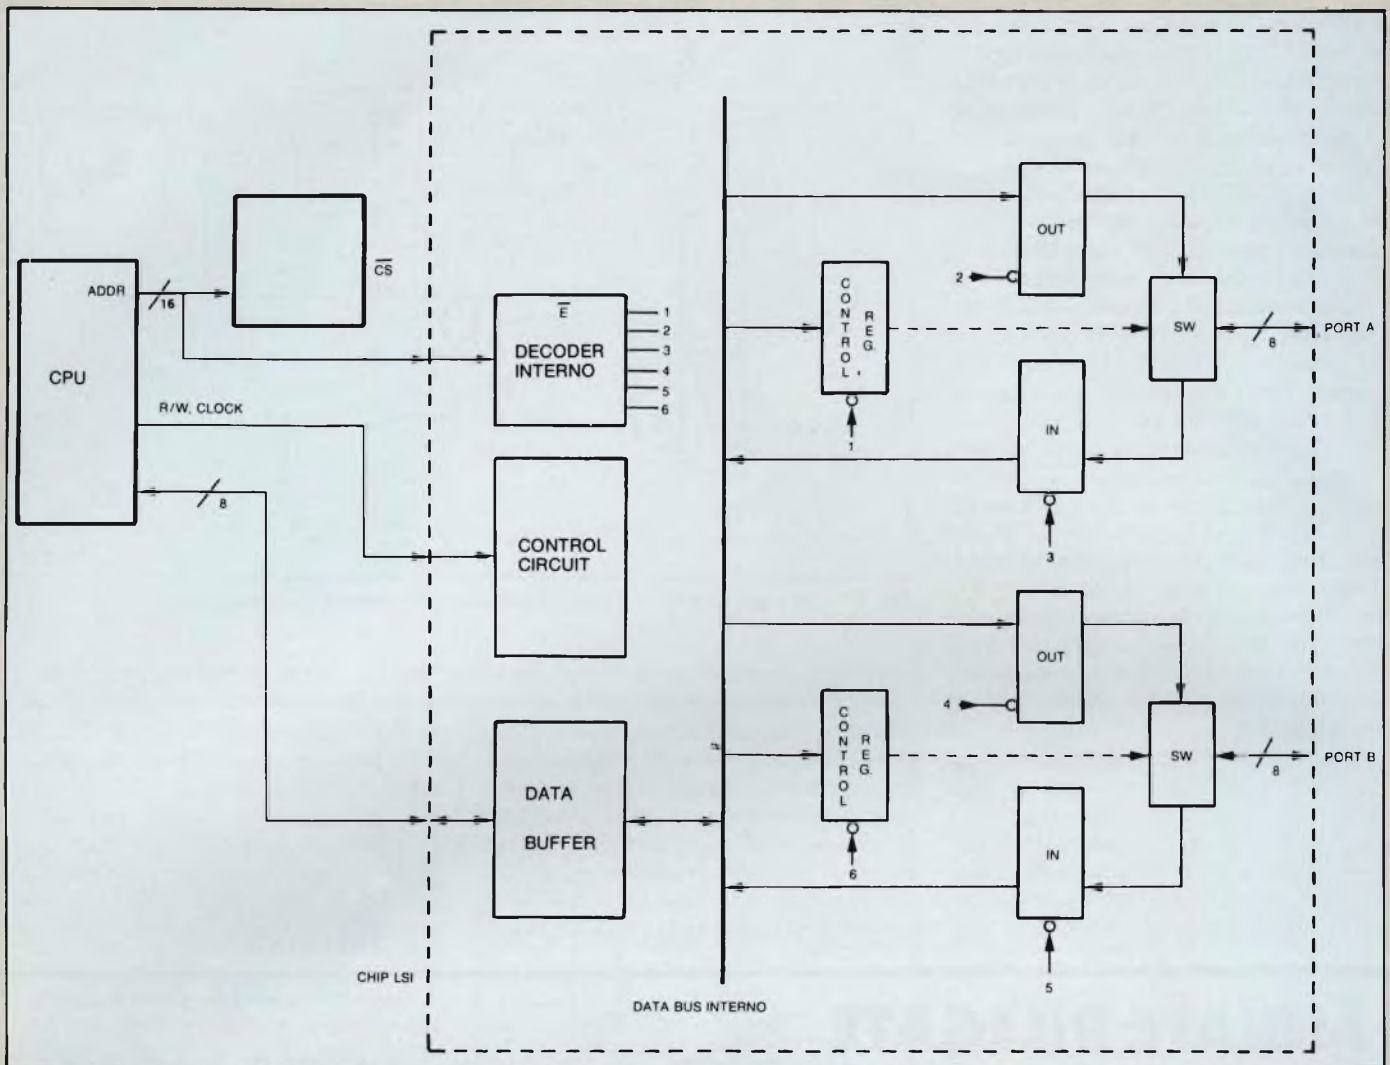 ADDR
16
CPU
R/W, CLOCK
8
CS
E
DECODER
INTERNO
1
2
3
4
5
6
CONTROL
CIRCUIT
DATA
BUFFER
CHIP LSI
DATA BUS INTERNO
OUT
2
CONTROL
REG.
1
SW
8
PORT A
IN
3
OUT
4
CONTROL
REG.
6
SW
8
PORT B
IN
5